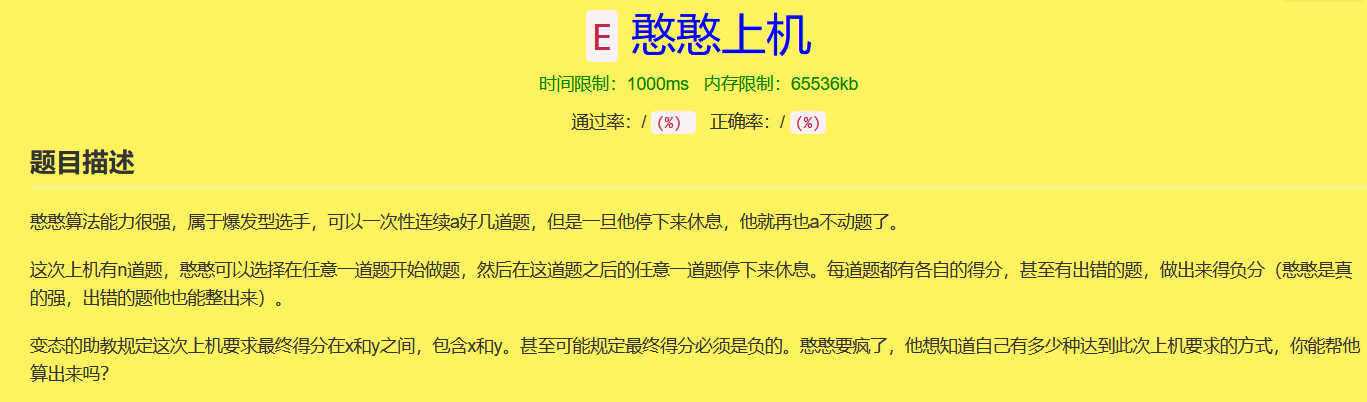 E 憨憨上机
时间限制：1000ms 内存限制：65536kb
通过率：/ (%) 正确率：/ (%)
题目描述
憨憨算法能力很强，属于爆发型选手，可以一次性连续a好几道题，但是一旦他停下来休息，他就再也a不动题了。
这次上机有n道题，憨憨可以选择在任意一道题开始做题，然后在这道题之后的任意一道题停下来休息。每道题都有各自的得分，甚至有出错的题，做出来得负分（憨憨是真
的强，出错的题他也能整出来）。
变态的助教规定这次上机要求最终得分在x和y之间，包含x和y。甚至可能规定最终得分必须是负的。憨憨要疯了，他想知道自己有多少种达到此次上机要求的方式，你能帮他
算出来吗？